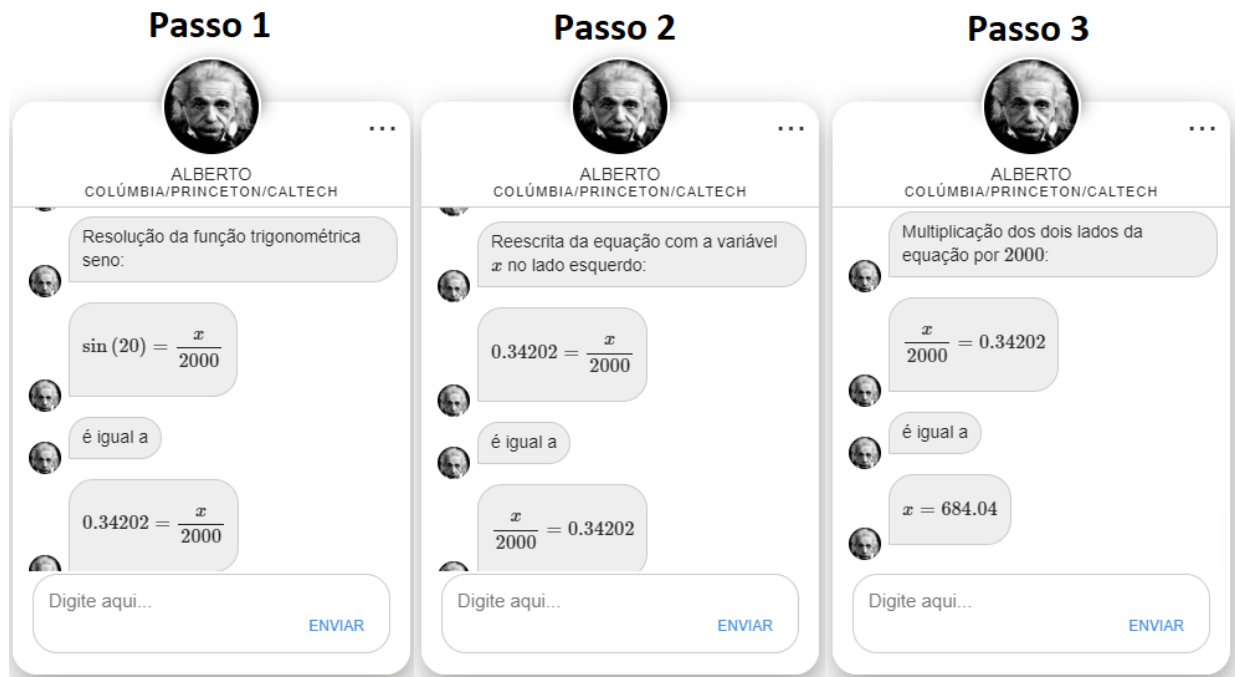 Passo 1
ALBERTO
COLÚMBIA/PRINCETON/CALTECH
Resolução da função trigonométrica
seno:
sin (20) = x/2000
é igual a
0.34202 = x/2000
Digite aqui...
ENVIAR
Passo 2
ALBERTO
COLÚMBIA/PRINCETON/CALTECH
Reescrita da equação com a variável
x no lado esquerdo:
0.34202 = x/2000
é igual a
x/2000 = 0.34202
Digite aqui...
ENVIAR
Passo 3
ALBERTO
COLÚMBIA/PRINCETON/CALTECH
Multiplicação dos dois lados da
equação por 2000:
x/2000 = 0.34202
é igual a
x = 684.04
Digite aqui...
ENVIAR